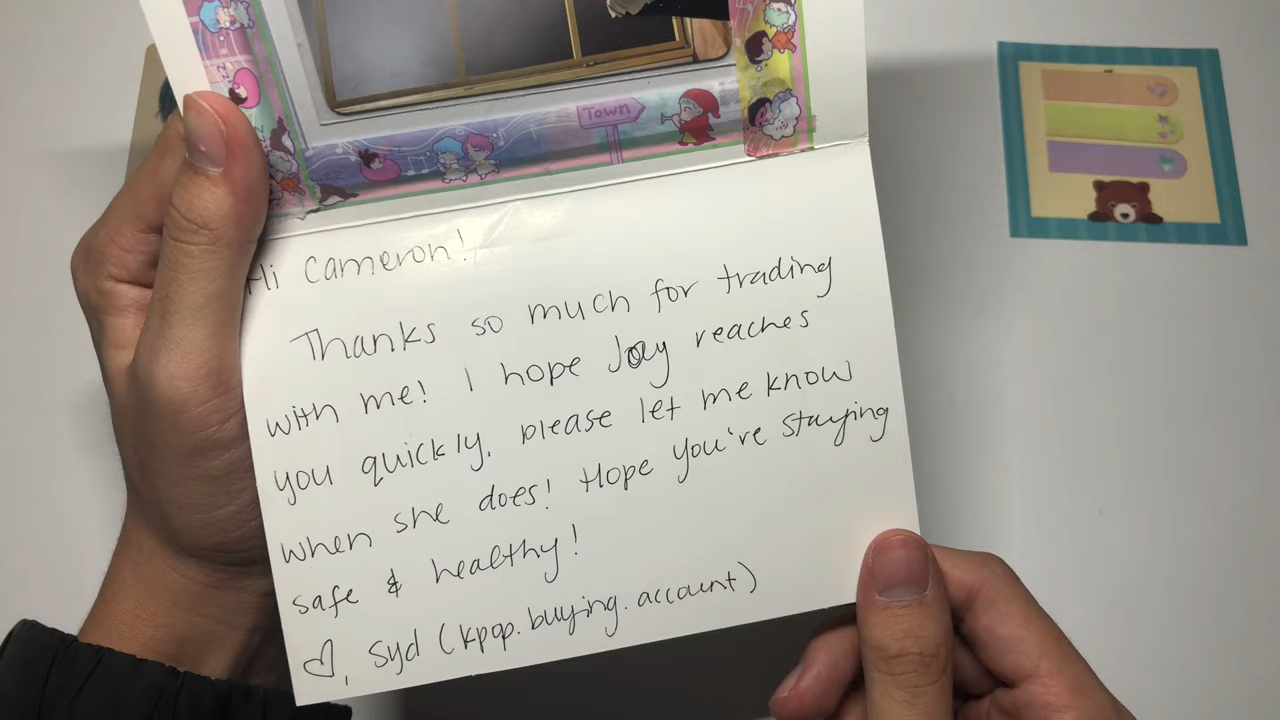 Town
Hi Cameron!
Thanks so much for trading
with me! I hope Joy reaches
you quickly, please let me know
when she does! Hope you're staying
safe & healthy!
♡, Syd (kpop.buying.account)